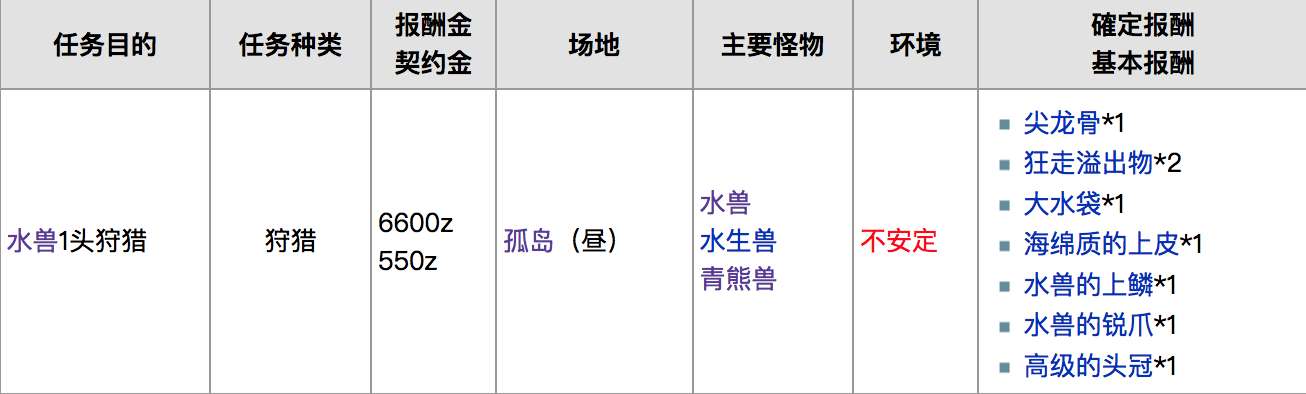 任务目的
任务种类
报酬金
契约金
场地
主要怪物
环境
確定报酬
基本报酬
水兽1头狩猎
狩猎
6600z
550z
孤岛（昼）
水兽
水生兽
青熊兽
不安定
尖龙骨*1
狂走溢出物*2
大水袋*1
海绵质的上皮*1
水兽的上鳞*1
水兽的锐爪*1
高级的头冠*1